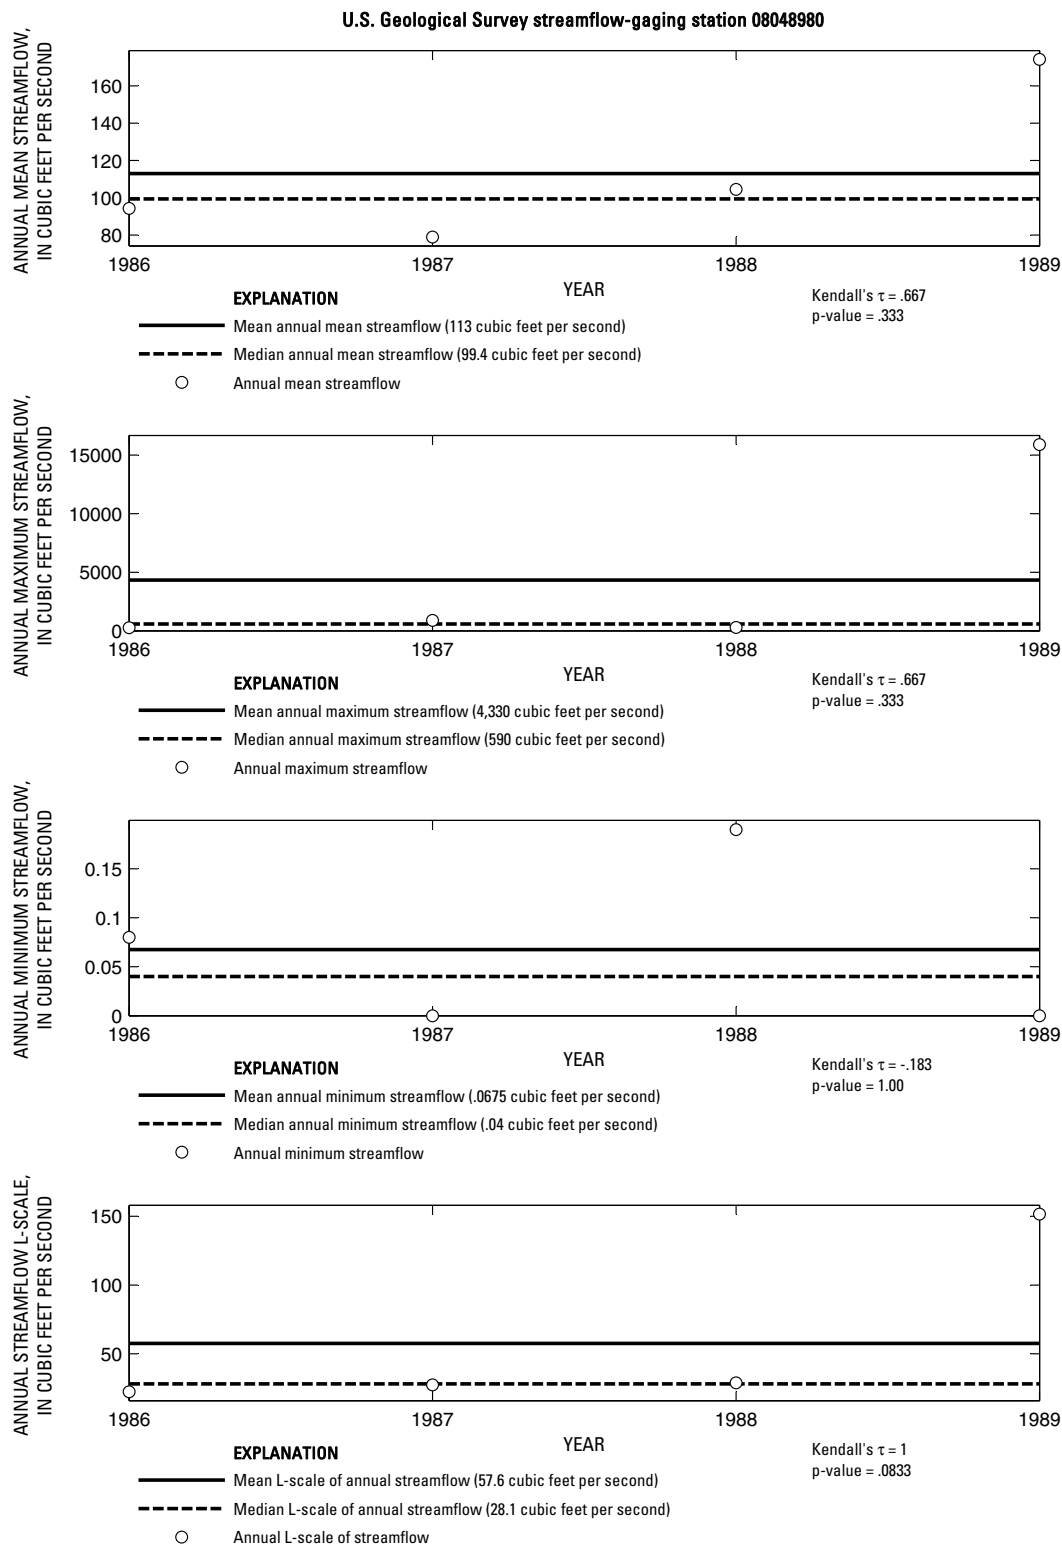 U.S. Geological Survey streamflow-gaging station 08048980
ANNUAL MEAN STREAMFLOW,
IN CUBIC FEET PER SECOND
160
140
120
100
80
1986
1987
1988
1989
YEAR
EXPLANATION
Mean annual mean streamflow (113 cubic feet per second)
Median annual mean streamflow (99.4 cubic feet per second)
Annual mean streamflow
Kendall's τ = .667
p-value = .333
ANNUAL MAXIMUM STREAMFLOW,
IN CUBIC FEET PER SECOND
15000
10000
5000
0
1986
1987
1988
1989
YEAR
EXPLANATION
Mean annual maximum streamflow (4,330 cubic feet per second)
Median annual maximum streamflow (590 cubic feet per second)
Annual maximum streamflow
Kendall's τ = .667
p-value = .333
ANNUAL MINIMUM STREAMFLOW,
IN CUBIC FEET PER SECOND
0.15
0.1
0.05
0
1986
1987
1988
1989
YEAR
EXPLANATION
Mean annual minimum streamflow (.0675 cubic feet per second)
Median annual minimum streamflow (.04 cubic feet per second)
Annual minimum streamflow
Kendall's τ = -.183
p-value = 1.00
ANNUAL STREAMFLOW L-SCALE,
IN CUBIC FEET PER SECOND
150
100
50
1986
1987
1988
1989
YEAR
EXPLANATION
Mean L-scale of annual streamflow (57.6 cubic feet per second)
Median L-scale of annual streamflow (28.1 cubic feet per second)
Annual L-scale of streamflow
Kendall's τ = 1
p-value = .0833